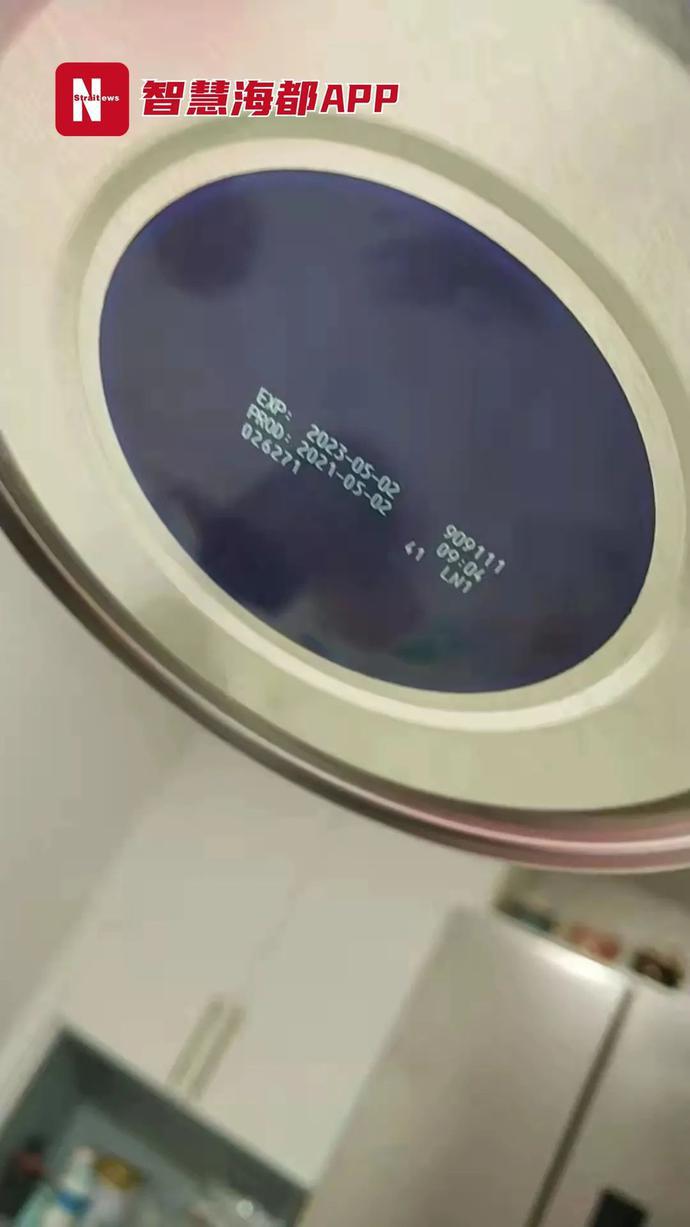 N
Straitews
智慧海都APP
EXP: 2023-05-02 909111
PROD: 2021-05-02 09:04
026271 41 LN1